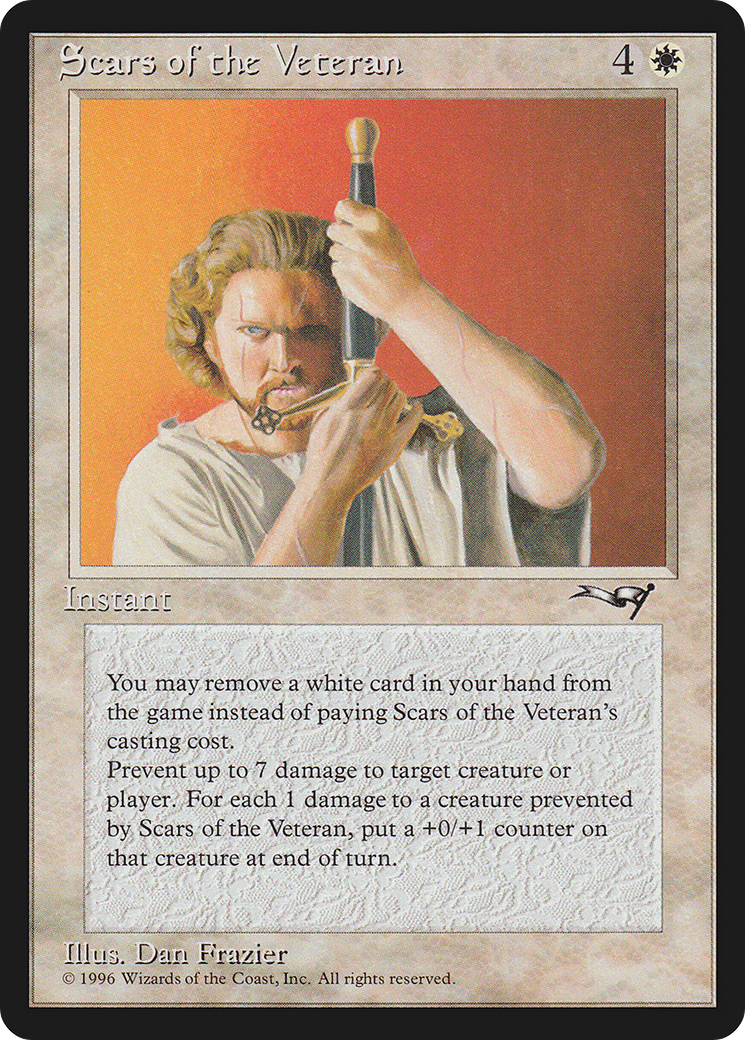 Scars of the Veteran 4
Instant
You may remove a white card in your hand from
the game instead of paying Scars of the Veteran's
casting cost.
Prevent up to 7 damage to target creature or
player. For each 1 damage to a creature prevented
by Scars of the Veteran, put a +0/+1 counter on
that creature at end of turn.
Illus. Dan Frazier
© 1996 Wizards of the Coast, Inc. All rights reserved.